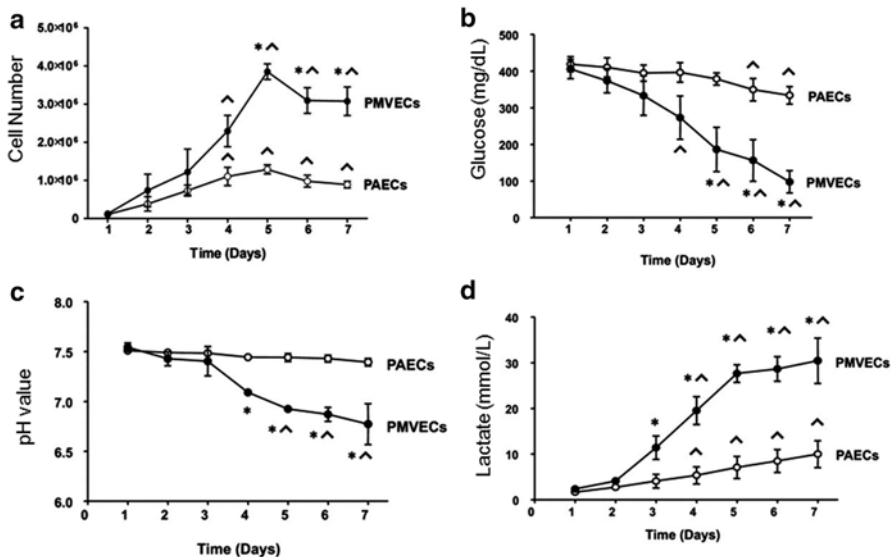 a
Cell Number
5.0×10⁶
4.0×10⁶
3.0×10⁶
2.0×10⁶
1.0×10⁶
0.0
* ^
* ^
* ^
^
PMVECs
^
^
^
^
PAECs
1 2 3 4 5 6 7
Time (Days)
b
Glucose (mg/dL)
500
400
300
200
100
0
^
^
PAECs
^
* ^
* ^
* ^
PMVECs
1 2 3 4 5 6 7
Time (Days)
c
pH value
8.0
7.5
7.0
6.5
6.0
PAECs
PMVECs
*
* ^
* ^
* ^
0 1 2 3 4 5 6 7
Time (Days)
d
Lactate (mmol/L)
40
30
20
10
0
*
* ^
* ^
* ^
* ^
PMVECs
^
^
^
^
PAECs
0 1 2 3 4 5 6 7
Time (Days)